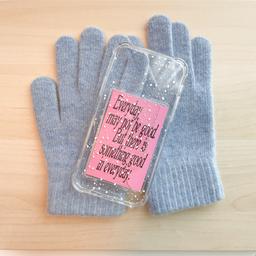 Everyday
may not be good
But there is
something good
in everyday.